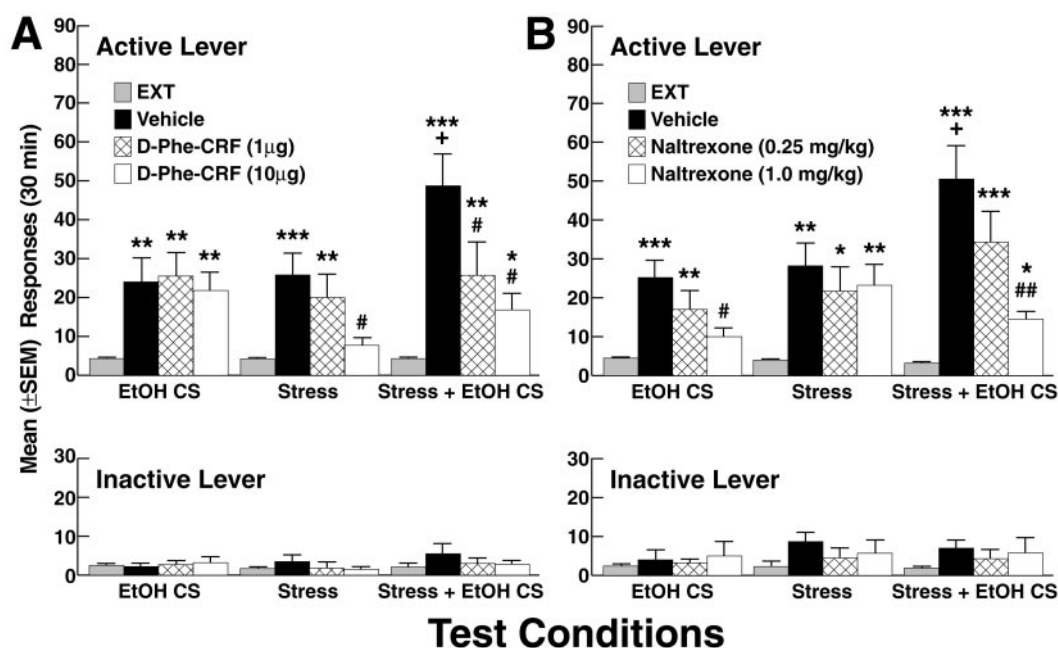 A
90
80
70
60
50
40
30
20
10
0
Active Lever
EXT
Vehicle
D-Phe-CRF (1µg)
D-Phe-CRF (10µg)
**
**
**
***
**
#
***
+
**
#
*
#
EtOH CS
Stress
Stress + EtOH CS
B
90
80
70
60
50
40
30
20
10
0
Active Lever
EXT
Vehicle
Naltrexone (0.25 mg/kg)
Naltrexone (1.0 mg/kg)
***
**
#
**
*
**
***
+
***
*
##
EtOH CS
Stress
Stress + EtOH CS
Mean (±SEM) Responses (30 min)
30
20
10
0
Inactive Lever
EtOH CS
Stress
Stress + EtOH CS
30
20
10
0
Inactive Lever
EtOH CS
Stress
Stress + EtOH CS
Test Conditions